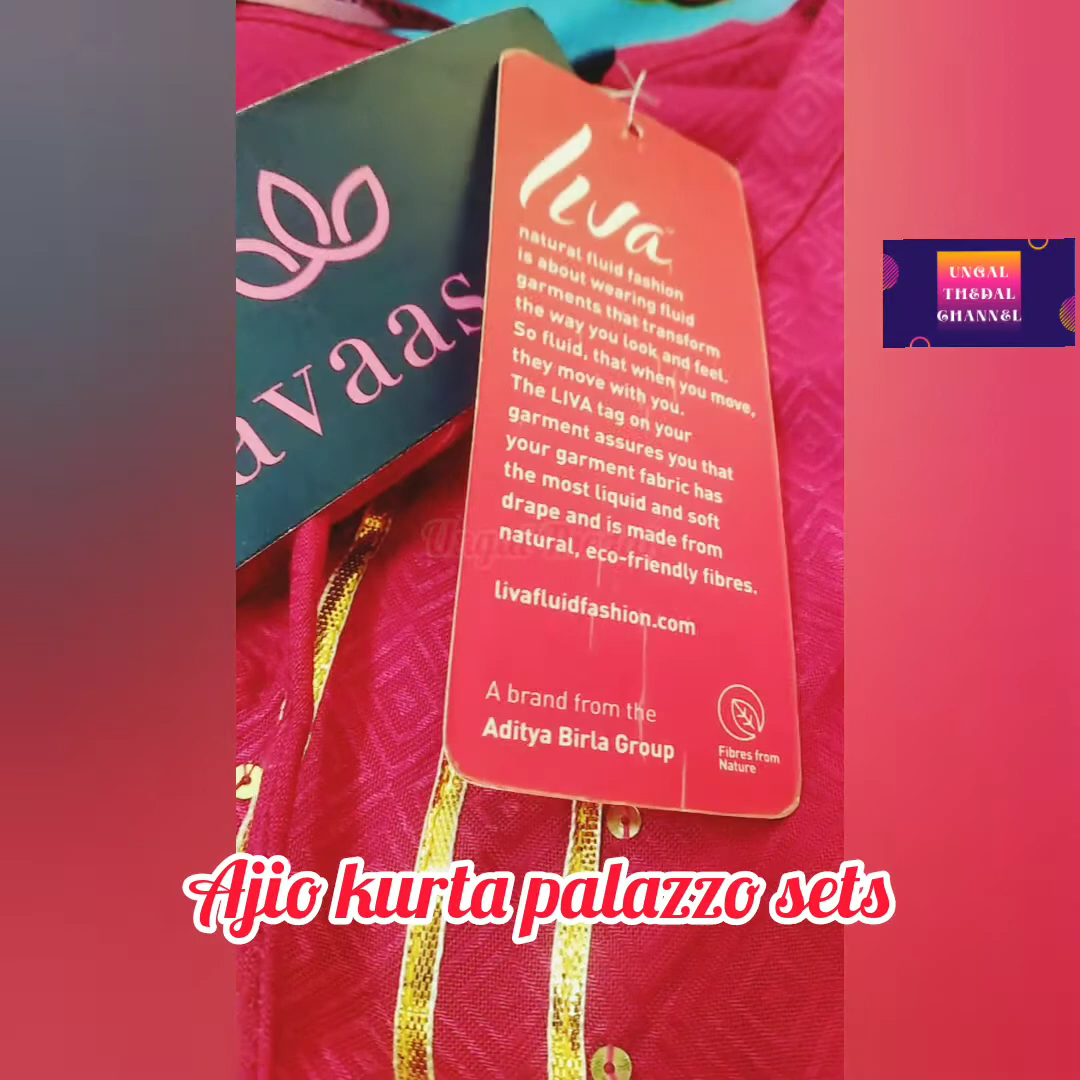 avaas
liva
natural fluid fashion
is about wearing fluid
garments that transform
the way you look and feel.
So fluid, that when you move,
they move with you.
The LIVA tag on your
garment assures you that
your garment fabric has
the most liquid and soft
drape and is made from
natural, eco-friendly fibres.
livafluidfashion.com
A brand from the
Aditya Birla Group
Fibres from
Nature
UNGAL
THEDAL
CHANNEL
Ajio kurta palazzo sets